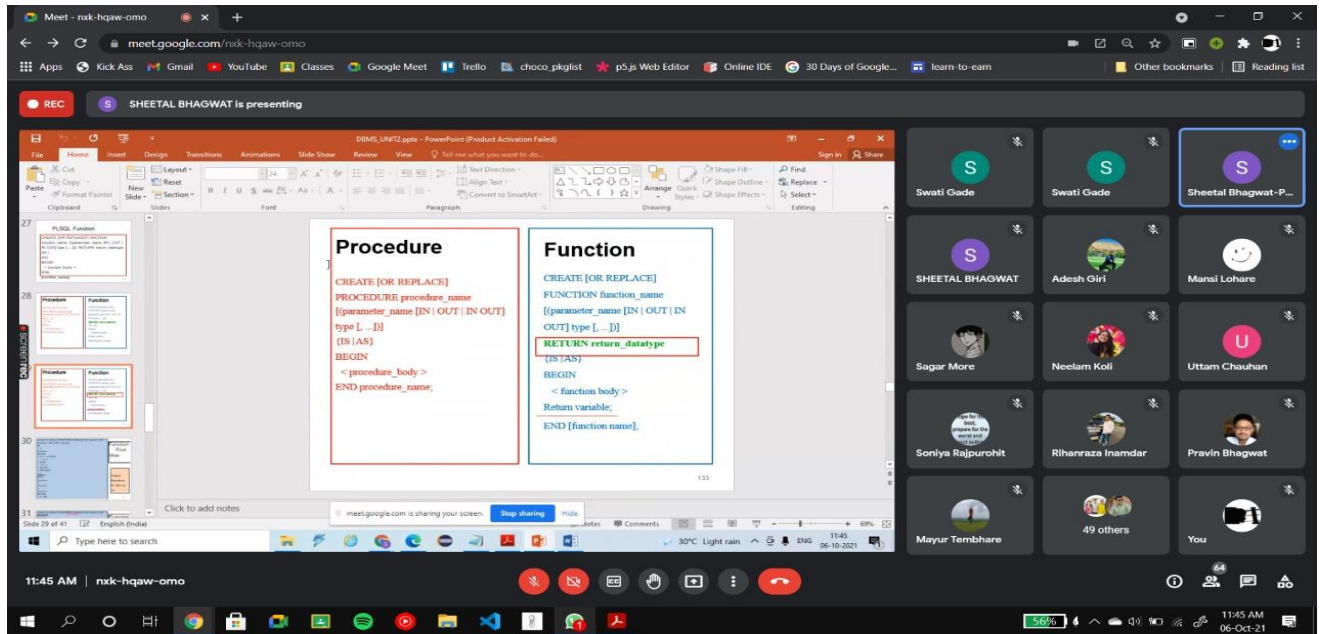 Meet - nxk-hqaw-omo
meet.google.com/nxk-hqaw-omo
Apps Kick Ass Gmail YouTube Classes Google Meet Trello choco_pkglist p5.js Web Editor Online IDE 30 Days of Google... learn-to-earn Other bookmarks Reading list
REC S SHEETAL BHAGWAT is presenting
DBMS_UNIT2.pptx - PowerPoint (Product Activation Failed)
File Home Insert Design Transitions Animations Slide Show Review View Tell me what you want to do... Sign in Share
Paste Cut Copy Format Painter New Slide Layout Reset Section Text Direction Align Text Convert to SmartArt Arrange Quick Styles Shape Fill Shape Outline Shape Effects Find Replace Select
Clipboard Slides Font Paragraph Drawing Editing
27
PLSQL Function
28
Procedure Function
Procedure Function
30
31
screenrec
Procedure
CREATE [OR REPLACE]
PROCEDURE procedure_name
[(parameter_name [IN | OUT | IN OUT]
type [, ...])]
{IS | AS}
BEGIN
< procedure_body >
END procedure_name;
Function
CREATE [OR REPLACE]
FUNCTION function_name
[(parameter_name [IN | OUT | IN
OUT] type [, ...])]
RETURN return_datatype
{IS | AS}
BEGIN
< function body >
Return variable;
END [function name];
133
Click to add notes
meet.google.com is sharing your screen. Stop sharing Hide
Slide 29 of 41 English (India) Notes Comments 69%
Type here to search 30°C Light rain ENG 11:45
06-10-2021
S
Swati Gade
S
Swati Gade
S
Sheetal Bhagwat-P...
S
SHEETAL BHAGWAT
Adesh Giri
Mansi Lohare
Sagar More
Neelam Koli
U
Uttam Chauhan
Soniya Rajpurohit
Rihanraza Inamdar
Pravin Bhagwat
Mayur Tembhare
49 others
You
11:45 AM | nxk-hqaw-omo
64
56%
11:45 AM
06-Oct-21